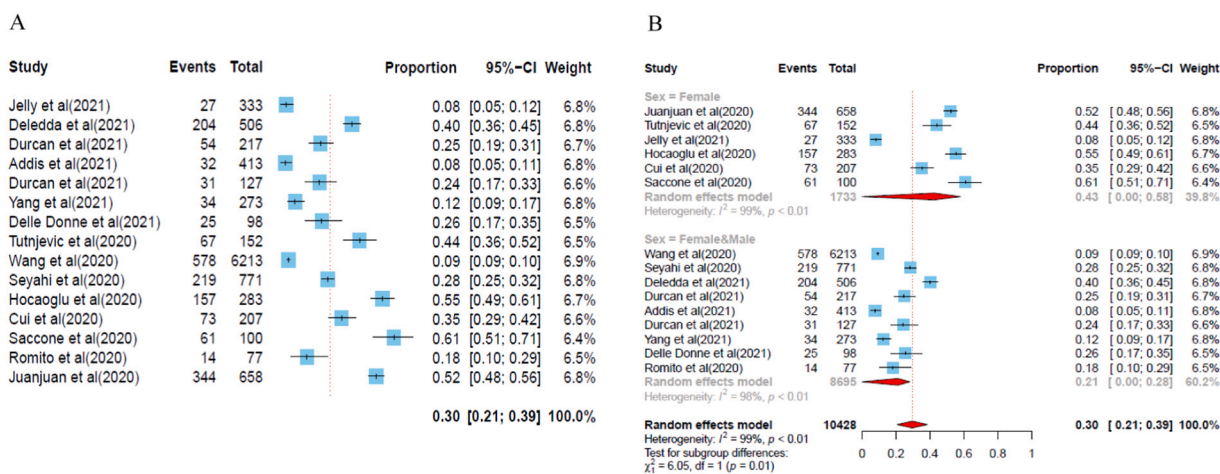 A
Study Events Total Proportion 95%−CI Weight
Jelly et al(2021) 27 333 0.08 [0.05; 0.12] 6.8%
Deledda et al(2021) 204 506 0.40 [0.36; 0.45] 6.8%
Durcan et al(2021) 54 217 0.25 [0.19; 0.31] 6.7%
Addis et al(2021) 32 413 0.08 [0.05; 0.11] 6.8%
Durcan et al(2021) 31 127 0.24 [0.17; 0.33] 6.6%
Yang et al(2021) 34 273 0.12 [0.09; 0.17] 6.8%
Delle Donne et al(2021) 25 98 0.26 [0.17; 0.35] 6.5%
Tutnjevic et al(2020) 67 152 0.44 [0.36; 0.52] 6.5%
Wang et al(2020) 578 6213 0.09 [0.09; 0.10] 6.9%
Seyahi et al(2020) 219 771 0.28 [0.25; 0.32] 6.8%
Hocaoglu et al(2020) 157 283 0.55 [0.49; 0.61] 6.7%
Cui et al(2020) 73 207 0.35 [0.29; 0.42] 6.6%
Saccone et al(2020) 61 100 0.61 [0.51; 0.71] 6.4%
Romito et al(2020) 14 77 0.18 [0.10; 0.29] 6.5%
Juanjuan et al(2020) 344 658 0.52 [0.48; 0.56] 6.8%
0.30 [0.21; 0.39] 100.0%
B
Study Events Total Proportion 95%−CI Weight
Sex = Female
Juanjuan et al(2020) 344 658 0.52 [0.48; 0.56] 6.8%
Tutnjevic et al(2020) 67 152 0.44 [0.36; 0.52] 6.5%
Jelly et al(2021) 27 333 0.08 [0.05; 0.12] 6.8%
Hocaoglu et al(2020) 157 283 0.55 [0.49; 0.61] 6.7%
Cui et al(2020) 73 207 0.35 [0.29; 0.42] 6.6%
Saccone et al(2020) 61 100 0.61 [0.51; 0.71] 6.4%
Random effects model 1733 0.43 [0.00; 0.58] 39.8%
Heterogeneity: I² = 99%, p < 0.01
Sex = Female&Male
Wang et al(2020) 578 6213 0.09 [0.09; 0.10] 6.9%
Seyahi et al(2020) 219 771 0.28 [0.25; 0.32] 6.8%
Deledda et al(2021) 204 506 0.40 [0.36; 0.45] 6.8%
Durcan et al(2021) 54 217 0.25 [0.19; 0.31] 6.7%
Addis et al(2021) 32 413 0.08 [0.05; 0.11] 6.8%
Durcan et al(2021) 31 127 0.24 [0.17; 0.33] 6.6%
Yang et al(2021) 34 273 0.12 [0.09; 0.17] 6.8%
Delle Donne et al(2021) 25 98 0.26 [0.17; 0.35] 6.5%
Romito et al(2020) 14 77 0.18 [0.10; 0.29] 6.5%
Random effects model 8695 0.21 [0.00; 0.28] 60.2%
Heterogeneity: I² = 98%, p < 0.01
Random effects model 10428 0.30 [0.21; 0.39] 100.0%
Heterogeneity: I² = 99%, p < 0.01
Test for subgroup differences: 0 0.2 0.4 0.6 0.8 1
χ²₁ = 6.05, df = 1 (p = 0.01)